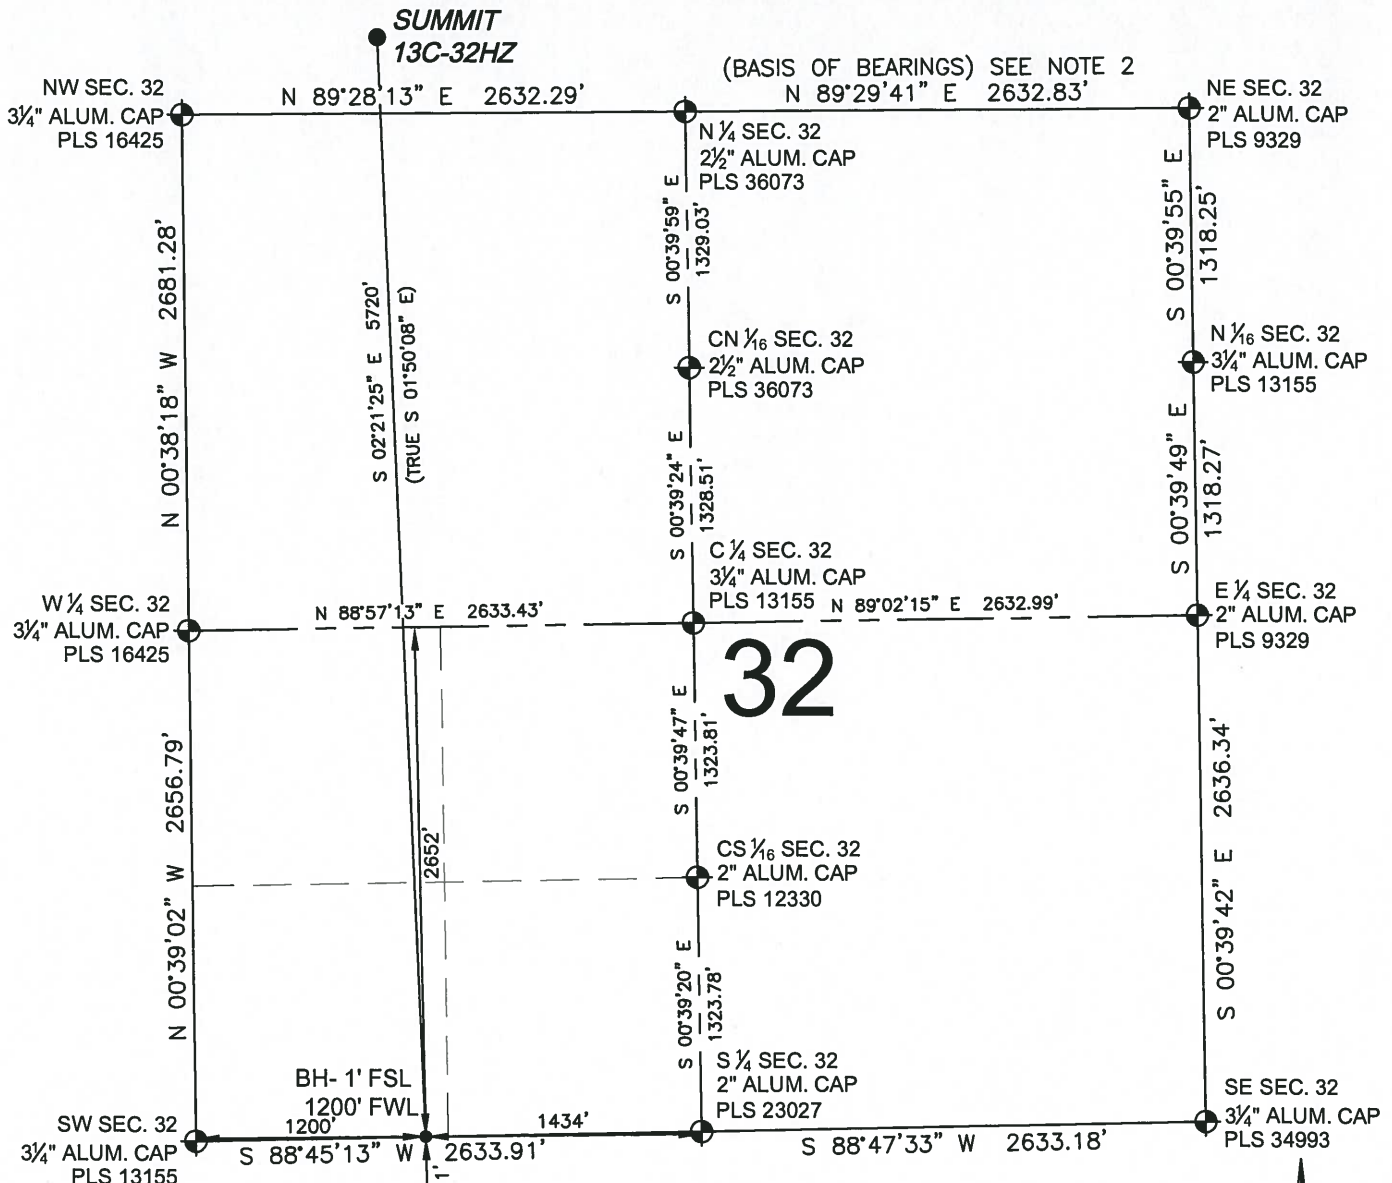 SUMMIT
13C-32HZ
(BASIS OF BEARINGS) SEE NOTE 2
NW SEC. 32
3¼" ALUM. CAP
PLS 16425
N 89°28'13" E 2632.29'
N 89°29'41" E 2632.83'
NE SEC. 32
2" ALUM. CAP
PLS 9329
N ¼ SEC. 32
2½" ALUM. CAP
PLS 36073
N 00°38'18" W 2681.28'
S 02°21'25" E 5720'
(TRUE S 01°50'08" E)
S 00°39'59" E
1329.03'
S 00°39'55" E
1318.25'
CN 1⁄16 SEC. 32
2½" ALUM. CAP
PLS 36073
N 1⁄16 SEC. 32
3¼" ALUM. CAP
PLS 13155
S 00°39'24" E
1328.51'
S 00°39'49" E
1318.27'
C ¼ SEC. 32
3¼" ALUM. CAP
PLS 13155
W ¼ SEC. 32
3¼" ALUM. CAP
PLS 16425
N 88°57'13" E 2633.43'
N 89°02'15" E 2632.99'
E ¼ SEC. 32
2" ALUM. CAP
PLS 9329
32
N 00°39'02" W 2656.79'
2652'
S 00°39'47" E
1323.81'
S 00°39'42" E 2636.34'
CS 1⁄16 SEC. 32
2" ALUM. CAP
PLS 12330
S 00°39'20" E
1323.78'
S ¼ SEC. 32
2" ALUM. CAP
PLS 23027
BH- 1' FSL
1200' FWL
SW SEC. 32
3¼" ALUM. CAP
PLS 13155
1200'
1434'
S 88°45'13" W 2633.91'
1'
S 88°47'33" W 2633.18'
SE SEC. 32
3¼" ALUM. CAP
PLS 34993